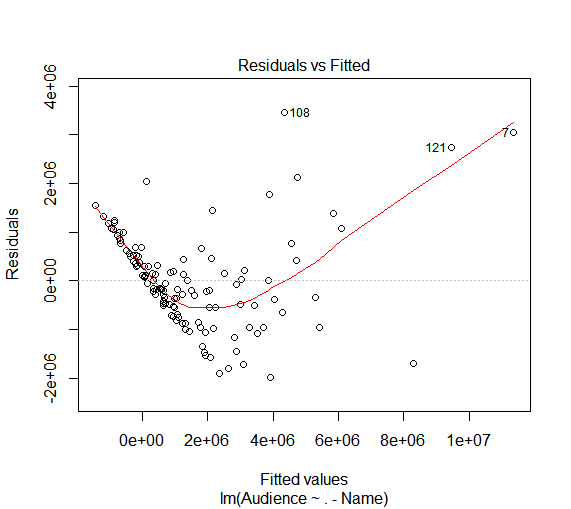 Residuals vs Fitted
4e+06
2e+06
0e+00
-2e+06
Residuals
108
121
7
0e+00 2e+06 4e+06 6e+06 8e+06 1e+07
Fitted values
lm(Audience ~ . - Name)